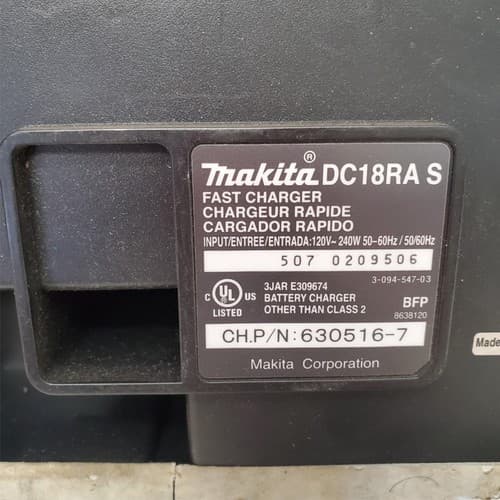 makita® DC18RA S
FAST CHARGER
CHARGEUR RAPIDE
CARGADOR RAPIDO
INPUT/ENTREE/ENTRADA:120V~ 240W 50-60Hz / 50/60Hz
507 0209506
3-094-547-03
C UL US
LISTED
3JAR E309674
BATTERY CHARGER
OTHER THAN CLASS 2
BFP
8638120
CH.P/N:630516-7
Makita Corporation
Made